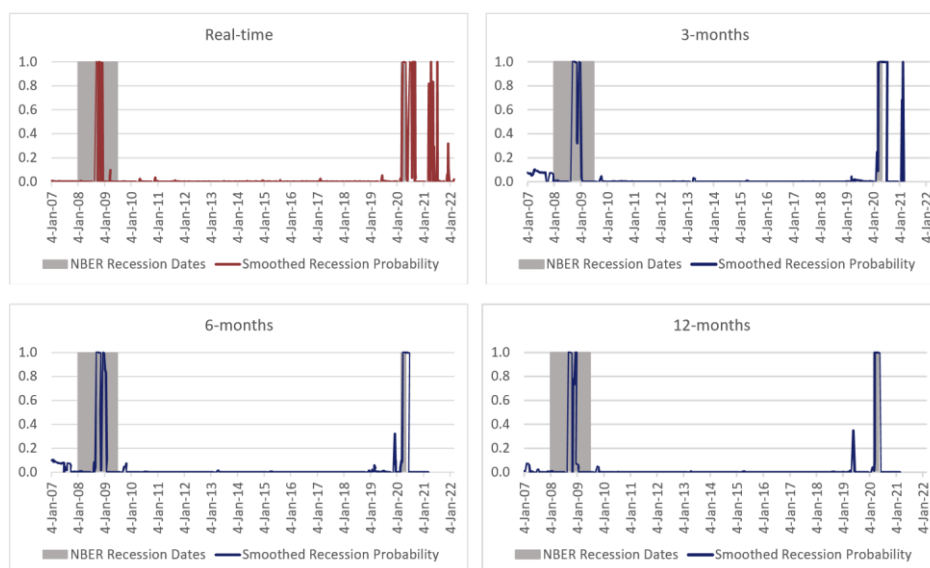 Real-time
1.0
0.8
0.6
0.4
0.2
0.0
4-Jan-07
4-Jan-08
4-Jan-09
4-Jan-10
4-Jan-11
4-Jan-12
4-Jan-13
4-Jan-14
4-Jan-15
4-Jan-16
4-Jan-17
4-Jan-18
4-Jan-19
4-Jan-20
4-Jan-21
4-Jan-22
NBER Recession Dates
Smoothed Recession Probability
3-months
1.0
0.8
0.6
0.4
0.2
0.0
4-Jan-07
4-Jan-08
4-Jan-09
4-Jan-10
4-Jan-11
4-Jan-12
4-Jan-13
4-Jan-14
4-Jan-15
4-Jan-16
4-Jan-17
4-Jan-18
4-Jan-19
4-Jan-20
4-Jan-21
4-Jan-22
NBER Recession Dates
Smoothed Recession Probability
6-months
1.0
0.8
0.6
0.4
0.2
0.0
4-Jan-07
4-Jan-08
4-Jan-09
4-Jan-10
4-Jan-11
4-Jan-12
4-Jan-13
4-Jan-14
4-Jan-15
4-Jan-16
4-Jan-17
4-Jan-18
4-Jan-19
4-Jan-20
4-Jan-21
4-Jan-22
NBER Recession Dates
Smoothed Recession Probability
12-months
1.0
0.8
0.6
0.4
0.2
0.0
4-Jan-07
4-Jan-08
4-Jan-09
4-Jan-10
4-Jan-11
4-Jan-12
4-Jan-13
4-Jan-14
4-Jan-15
4-Jan-16
4-Jan-17
4-Jan-18
4-Jan-19
4-Jan-20
4-Jan-21
4-Jan-22
NBER Recession Dates
Smoothed Recession Probability